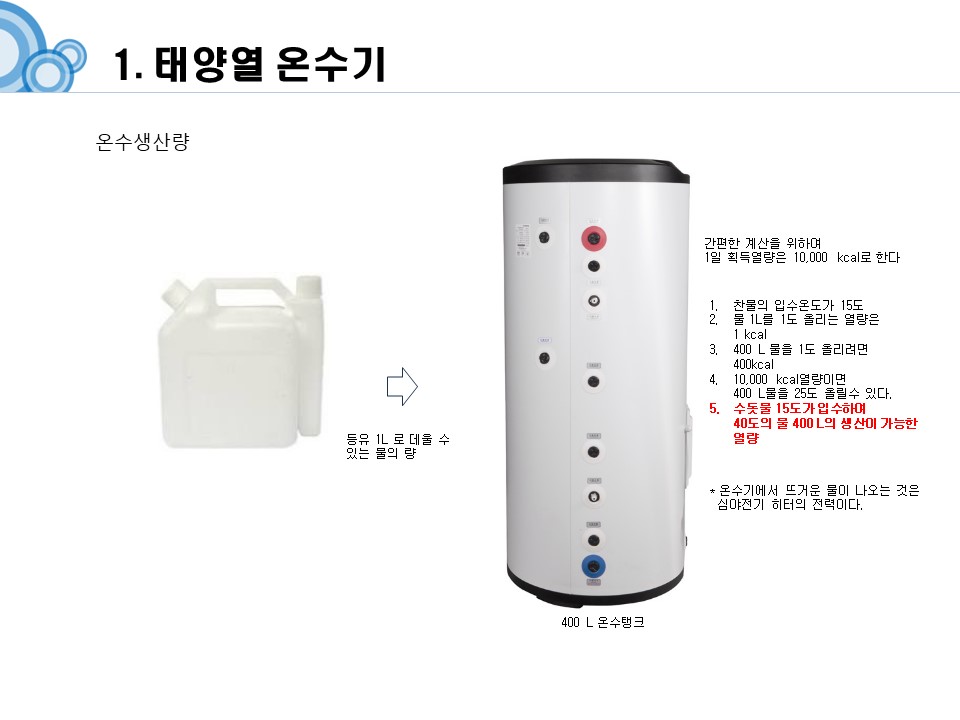 1. 태양열 온수기
온수생산량
간편한 계산을 위하여
1일 획득열량은 10,000 kcal로 한다
1. 찬물의 입수온도가 15도
2. 물 1L를 1도 올리는 열량은
1 kcal
3. 400 L 물을 1도 올리려면
400kcal
4. 10,000 kcal열량이면
400 L물을 25도 올릴수 있다.
5. 수돗물 15도가 입수하여
40도의 물 400 L의 생산이 가능한
열량
등유 1L 로 데울 수
있는 물의 량
* 온수기에서 뜨거운 물이 나오는 것은
심야전기 히터의 전력이다.
400 L 온수탱크